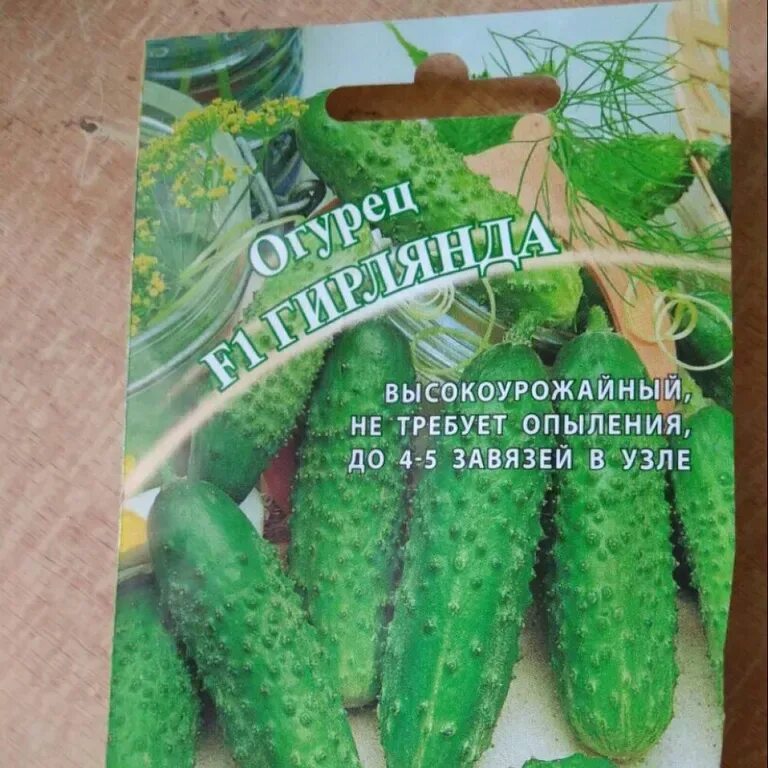 Огурец
F1 ГИРЛЯНДА
ВЫСОКОУРОЖАЙНЫЙ,
НЕ ТРЕБУЕТ ОПЫЛЕНИЯ,
ДО 4-5 ЗАВЯЗЕЙ В УЗЛЕ